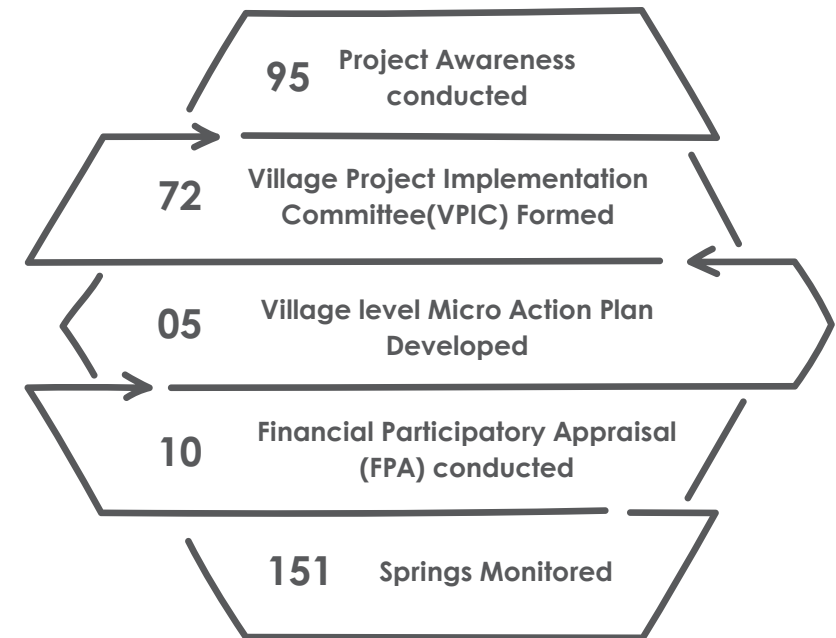 95 Project Awareness
conducted
72 Village Project Implementation
Committee(VPIC) Formed
05 Village level Micro Action Plan
Developed
10 Financial Participatory Appraisal
(FPA) conducted
151 Springs Monitored